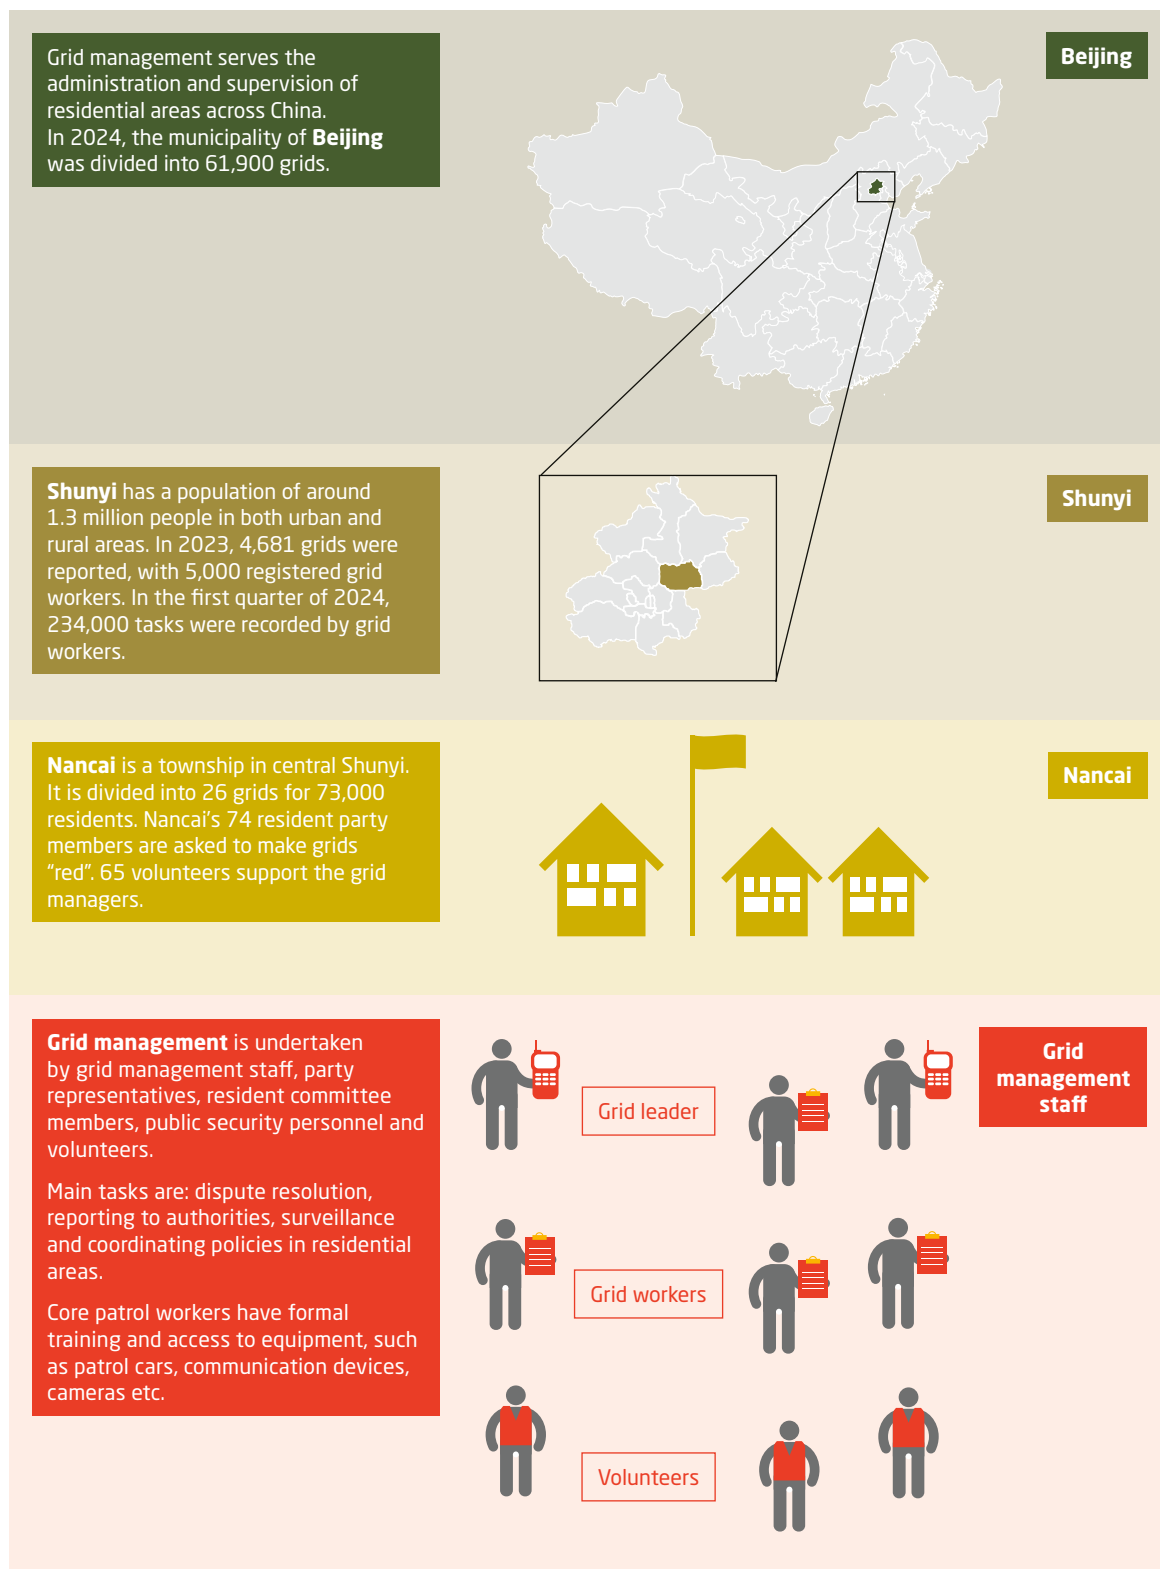 Grid management serves the
administration and supervision of
residential areas across China.
In 2024, the municipality of Beijing
was divided into 61,900 grids.
Beijing
Shunyi has a population of around
1.3 million people in both urban and
rural areas. In 2023, 4,681 grids were
reported, with 5,000 registered grid
workers. In the first quarter of 2024,
234,000 tasks were recorded by grid
workers.
Shunyi
Nancai is a township in central Shunyi.
It is divided into 26 grids for 73,000
residents. Nancai’s 74 resident party
members are asked to make grids
“red”. 65 volunteers support the grid
managers.
Nancai
Grid management is undertaken
by grid management staff, party
representatives, resident committee
members, public security personnel and
volunteers.
Main tasks are: dispute resolution,
reporting to authorities, surveillance
and coordinating policies in residential
areas.
Core patrol workers have formal
training and access to equipment, such
as patrol cars, communication devices,
cameras etc.
Grid
management
staff
Grid leader
Grid workers
Volunteers